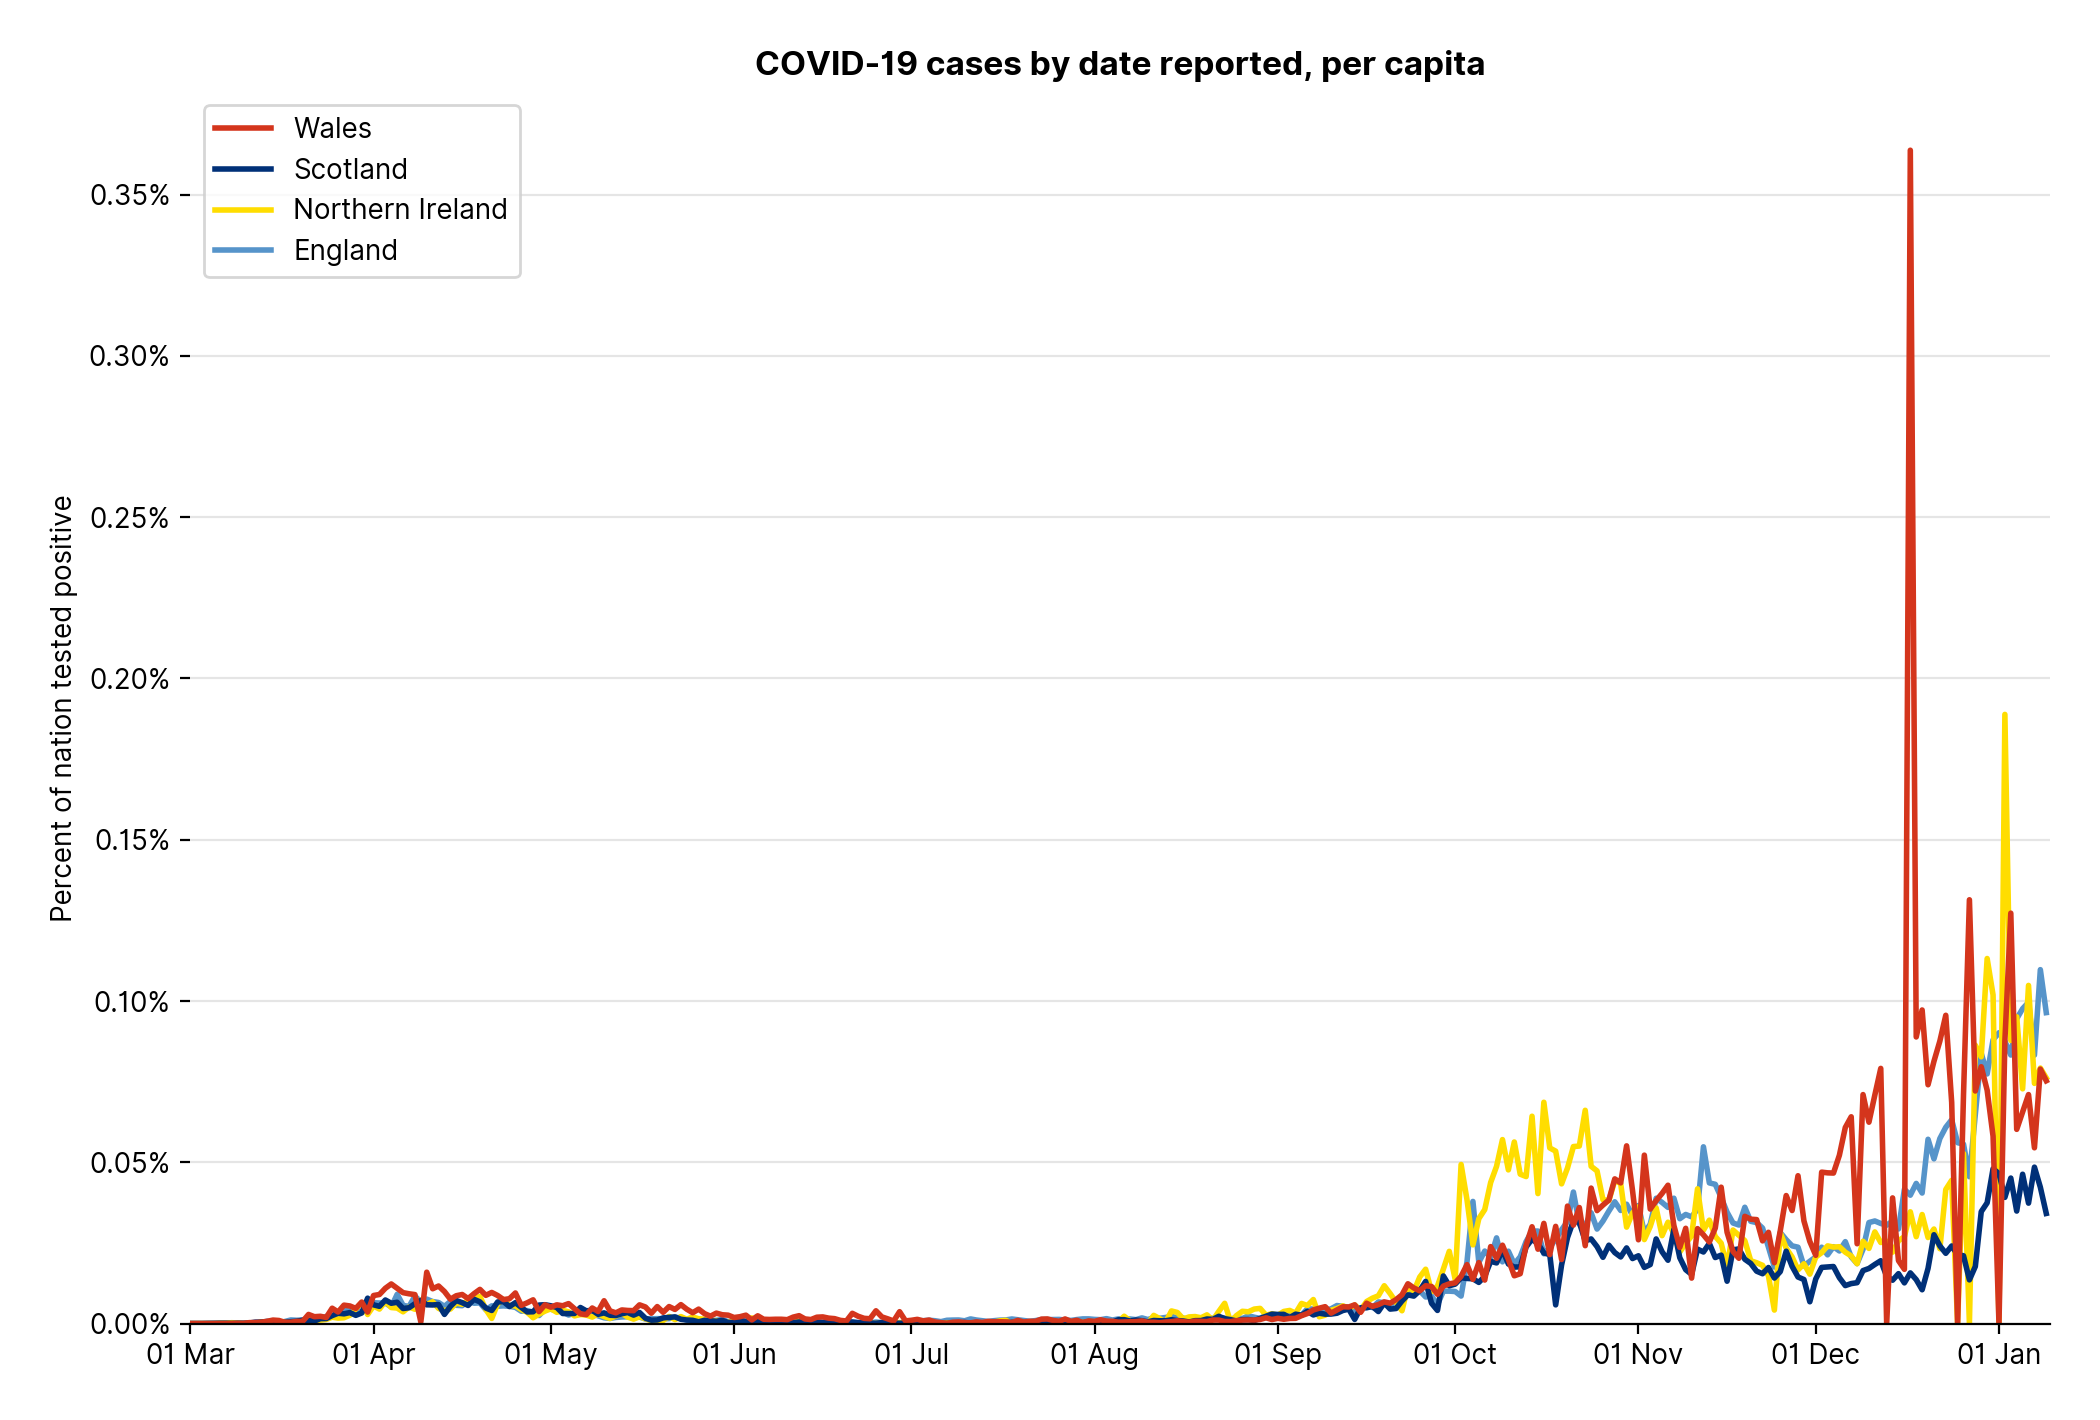 COVID-19 cases by date reported, per capita
Wales
Scotland
Northern Ireland
England
Percent of nation tested positive
0.35%
0.30%
0.25%
0.20%
0.15%
0.10%
0.05%
0.00%
01 Mar
01 Apr
01 May
01 Jun
01 Jul
01 Aug
01 Sep
01 Oct
01 Nov
01 Dec
01 Jan